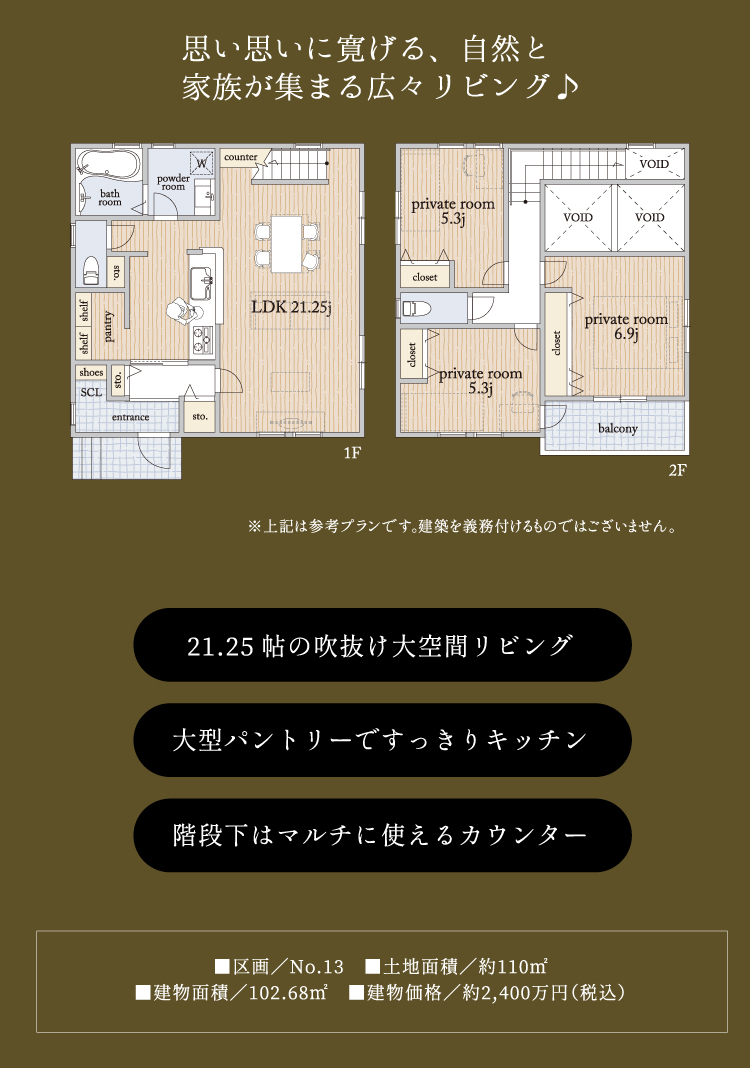 思い思いに寛げる、自然と
家族が集まる広々リビング♪
bath
room
powder
room
W
counter
sto.
shelf
shelf
pantry
LDK 21.25j
shoes
sto.
SCL
entrance
sto.
1F
VOID
private room
5.3j
VOID
VOID
closet
private room
6.9j
closet
closet
private room
5.3j
balcony
2F
※上記は参考プランです。建築を義務付けるものではございません。
21.25 帖の吹抜け大空間リビング
大型パントリーですっきりキッチン
階段下はマルチに使えるカウンター
■区画／No.13 ■土地面積／約110㎡
■建物面積／102.68㎡ ■建物価格／約2,400万円(税込)